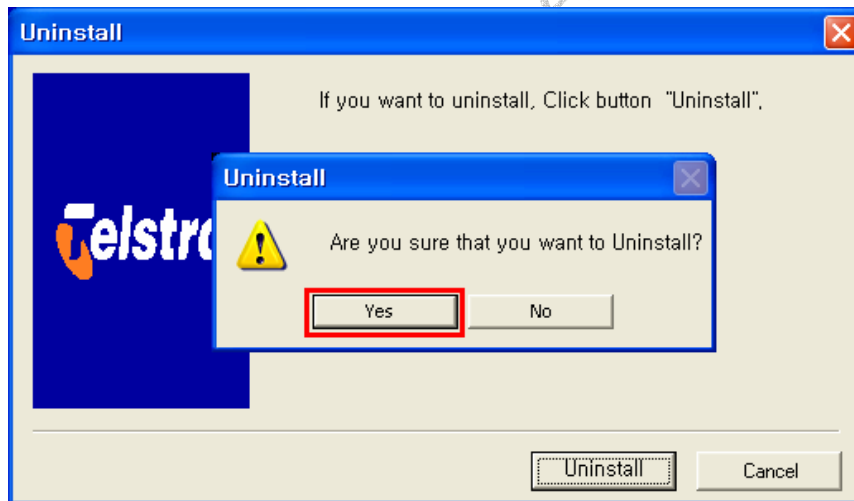 Uninstall
If you want to uninstall, Click button "Uninstall",
Telstr
Uninstall
Are you sure that you want to Uninstall?
Yes
No
Uninstall
Cancel